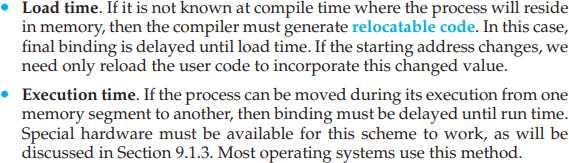 • Load time. If it is not known at compile time where the process will reside
in memory, then the compiler must generate relocatable code. In this case,
final binding is delayed until load time. If the starting address changes, we
need only reload the user code to incorporate this changed value.
• Execution time. If the process can be moved during its execution from one
memory segment to another, then binding must be delayed until run time.
Special hardware must be available for this scheme to work, as will be
discussed in Section 9.1.3. Most operating systems use this method.